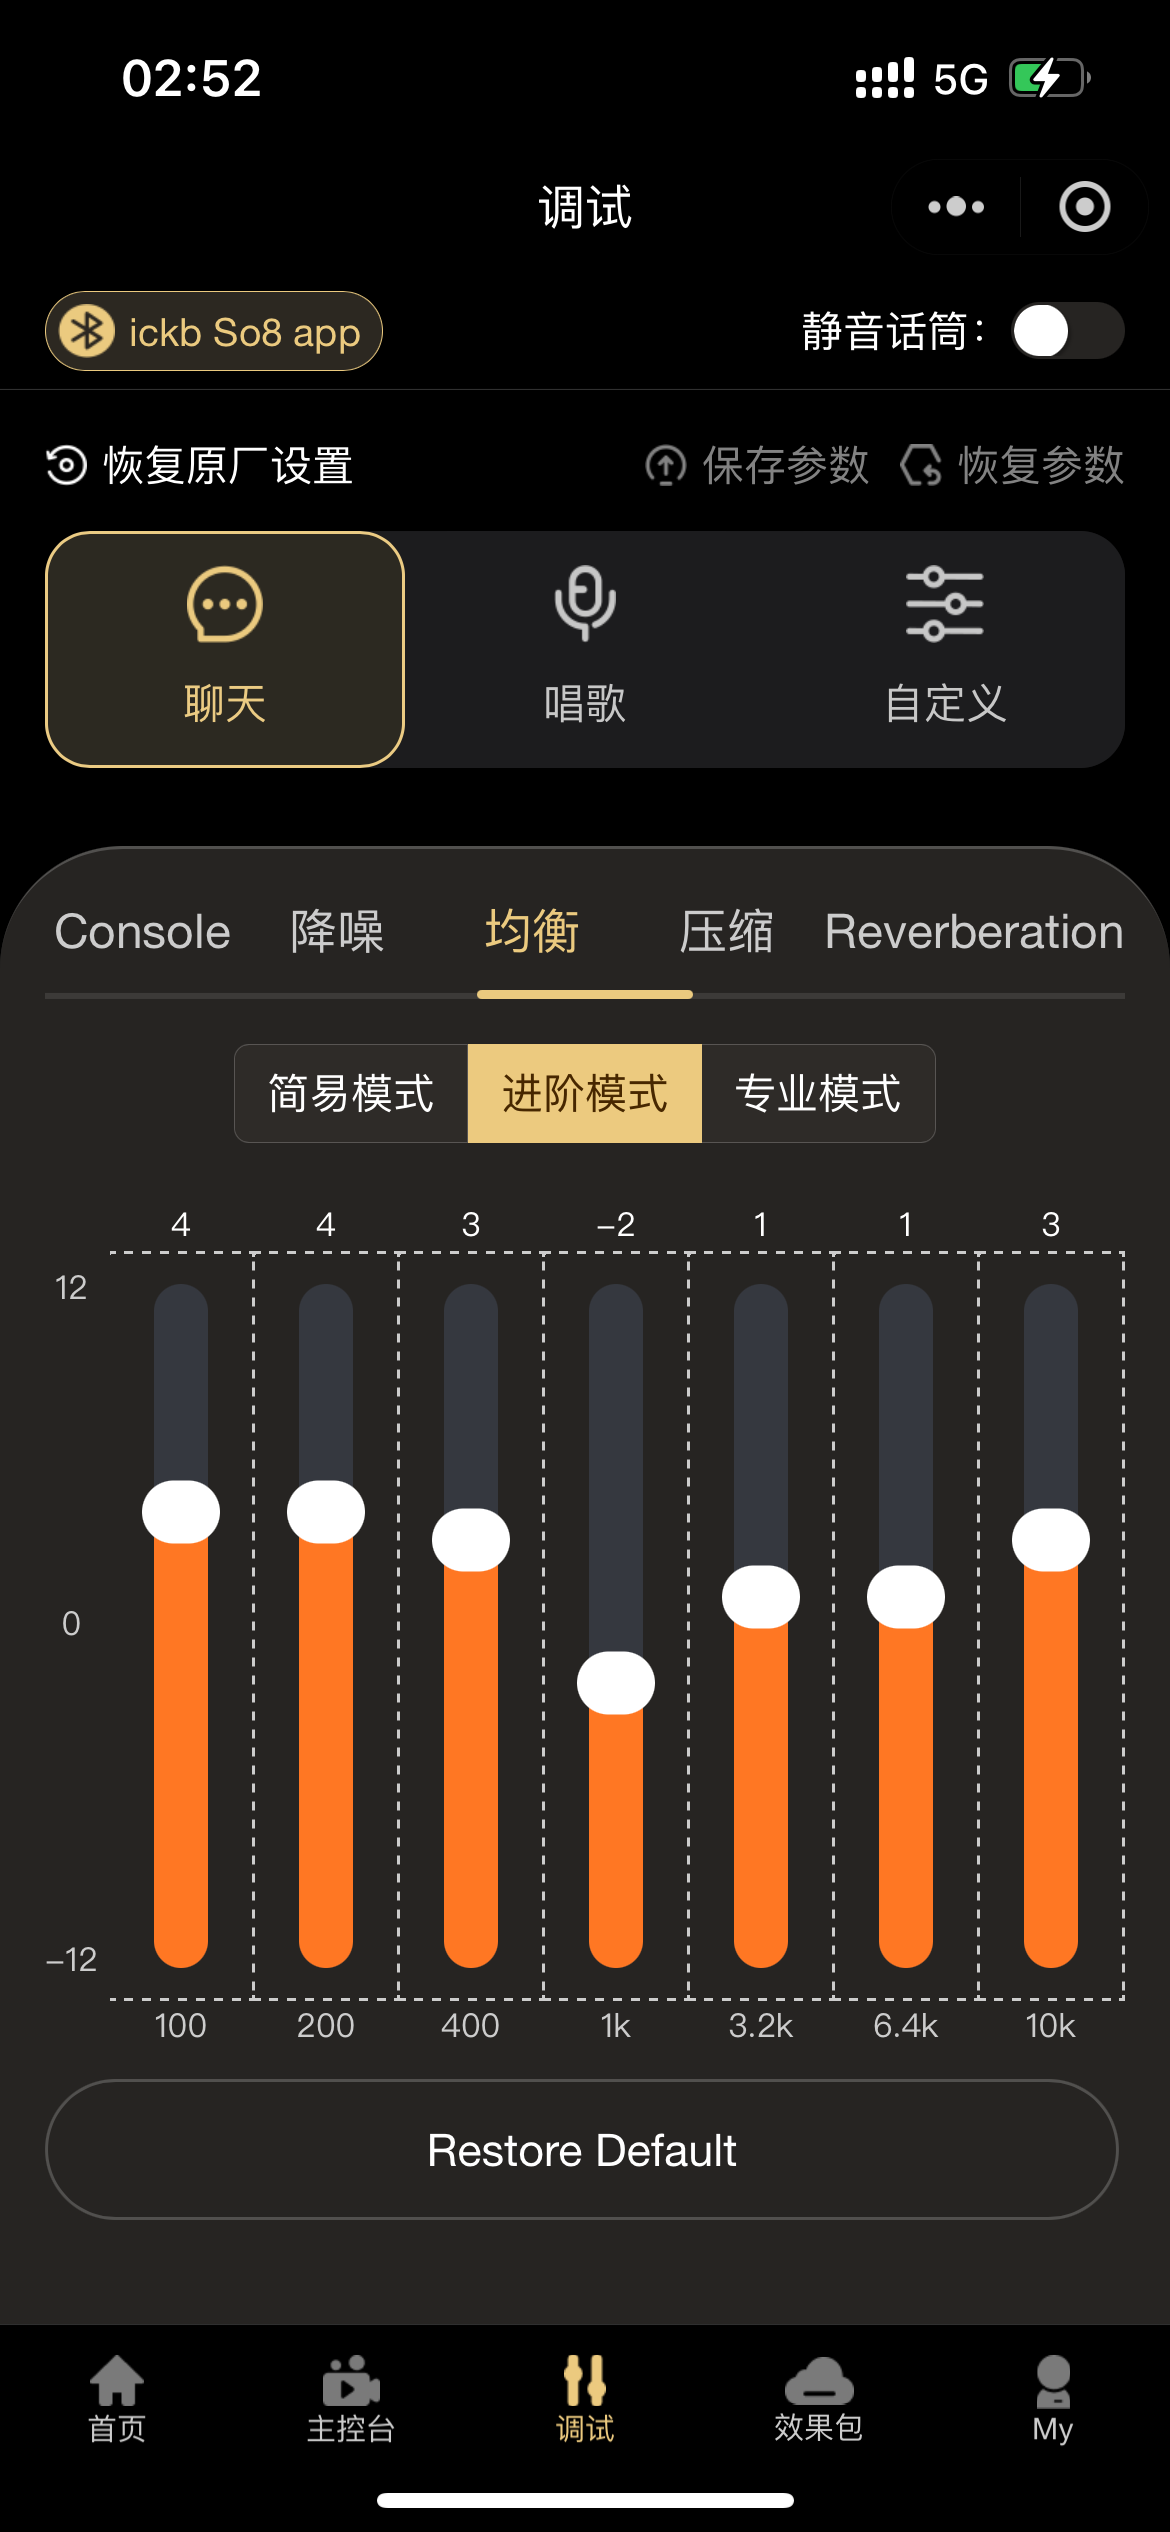 02:52 5G
调试
ickb So8 app 静音话筒:
恢复原厂设置 保存参数 恢复参数
聊天 唱歌 自定义
Console 降噪 均衡 压缩 Reverberation
简易模式 进阶模式 专业模式
4 4 3 −2 1 1 3
12
0
−12
100 200 400 1k 3.2k 6.4k 10k
Restore Default
首页 主控台 调试 效果包 My